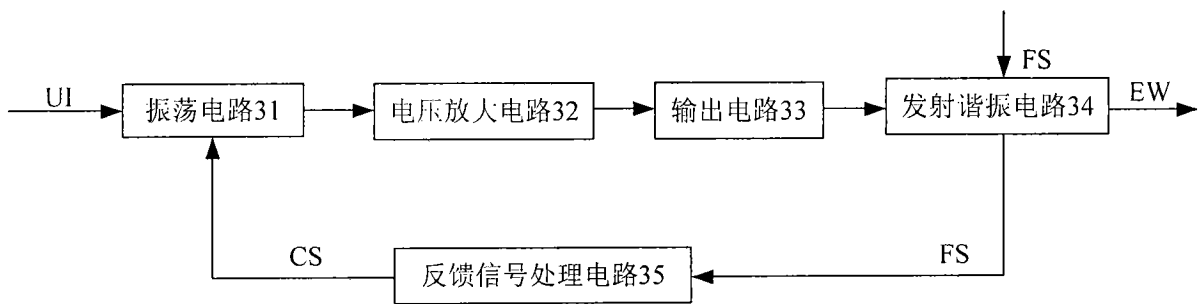 FS
UI
振荡电路31
电压放大电路32
输出电路33
发射谐振电路34
EW
CS
反馈信号处理电路35
FS